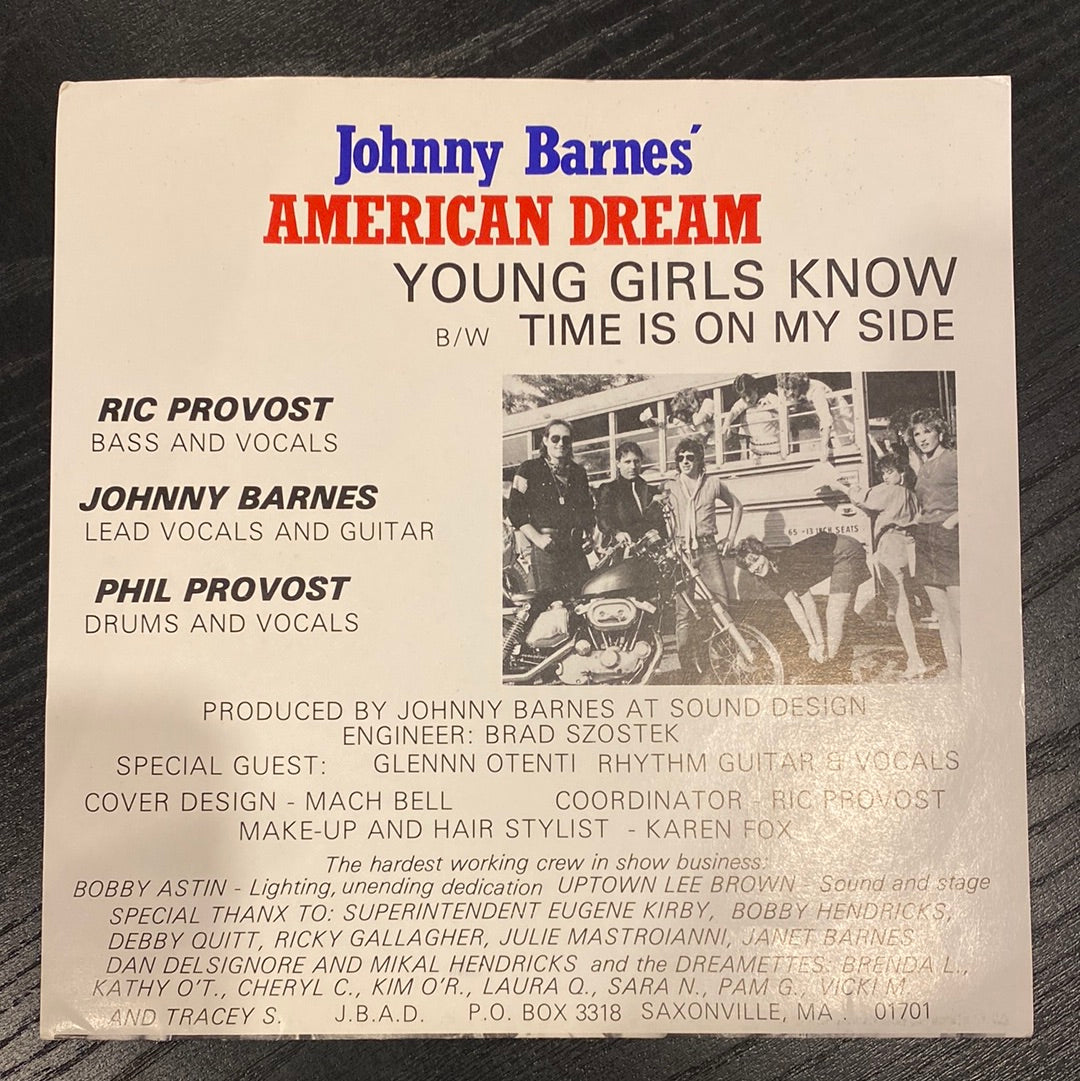 Johnny Barnes'
AMERICAN DREAM
YOUNG GIRLS KNOW
B/W TIME IS ON MY SIDE
RIC PROVOST
BASS AND VOCALS
JOHNNY BARNES
LEAD VOCALS AND GUITAR
PHIL PROVOST
DRUMS AND VOCALS
65 -13 INCH SEATS
PRODUCED BY JOHNNY BARNES AT SOUND DESIGN
ENGINEER: BRAD SZOSTEK
SPECIAL GUEST: GLENNN OTENTI RHYTHM GUITAR & VOCALS
COVER DESIGN - MACH BELL COORDINATOR - RIC PROVOST
MAKE-UP AND HAIR STYLIST - KAREN FOX
The hardest working crew in show business:
BOBBY ASTIN - Lighting, unending dedication UPTOWN LEE BROWN - Sound and stage
SPECIAL THANX TO: SUPERINTENDENT EUGENE KIRBY, BOBBY HENDRICKS,
DEBBY QUITT, RICKY GALLAGHER, JULIE MASTROIANNI, JANET BARNES
DAN DELSIGNORE AND MIKAL HENDRICKS and the DREAMETTES: BRENDA L.,
KATHY O'T., CHERYL C., KIM O'R., LAURA Q., SARA N., PAM G., VICKI M
AND TRACEY S. J.B.A.D. P.O. BOX 3318 SAXONVILLE, MA. 01701